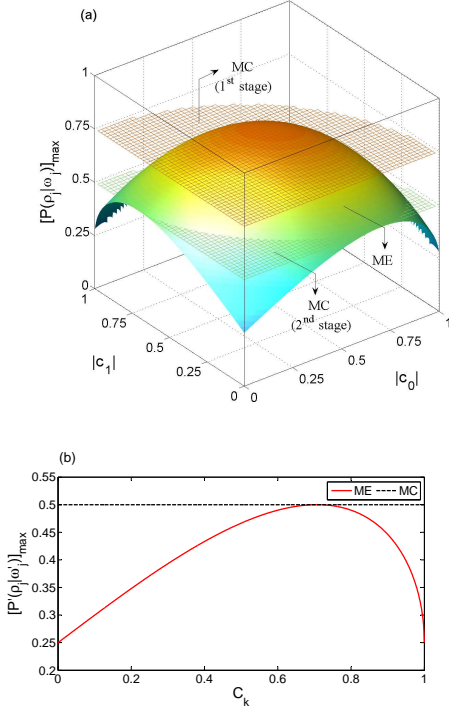 (a)
MC
(1st stage)
1
0.75
0.5
0.25
0
[P(ρj|ωj)]max
ME
MC
(2nd stage)
1
0.75
0.5
0.25
0
|c1|
0
0.25
0.5
0.75
1
|c0|
(b)
0.55
0.5
0.45
0.4
0.35
0.3
0.25
0.2
[P'(ρj|ω'j)]max
ME
MC
0
0.2
0.4
0.6
0.8
1
Ck